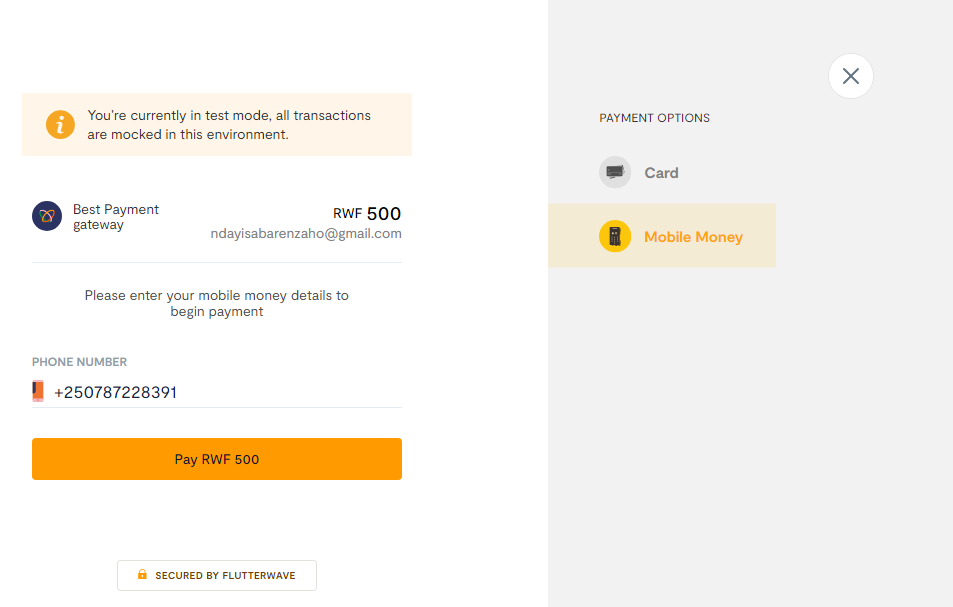 You're currently in test mode, all transactions
are mocked in this environment.
Best Payment
gateway
RWF 500
ndayisabarenzaho@gmail.com
Please enter your mobile money details to
begin payment
PHONE NUMBER
+250787228391
Pay RWF 500
SECURED BY FLUTTERWAVE
PAYMENT OPTIONS
Card
Mobile Money